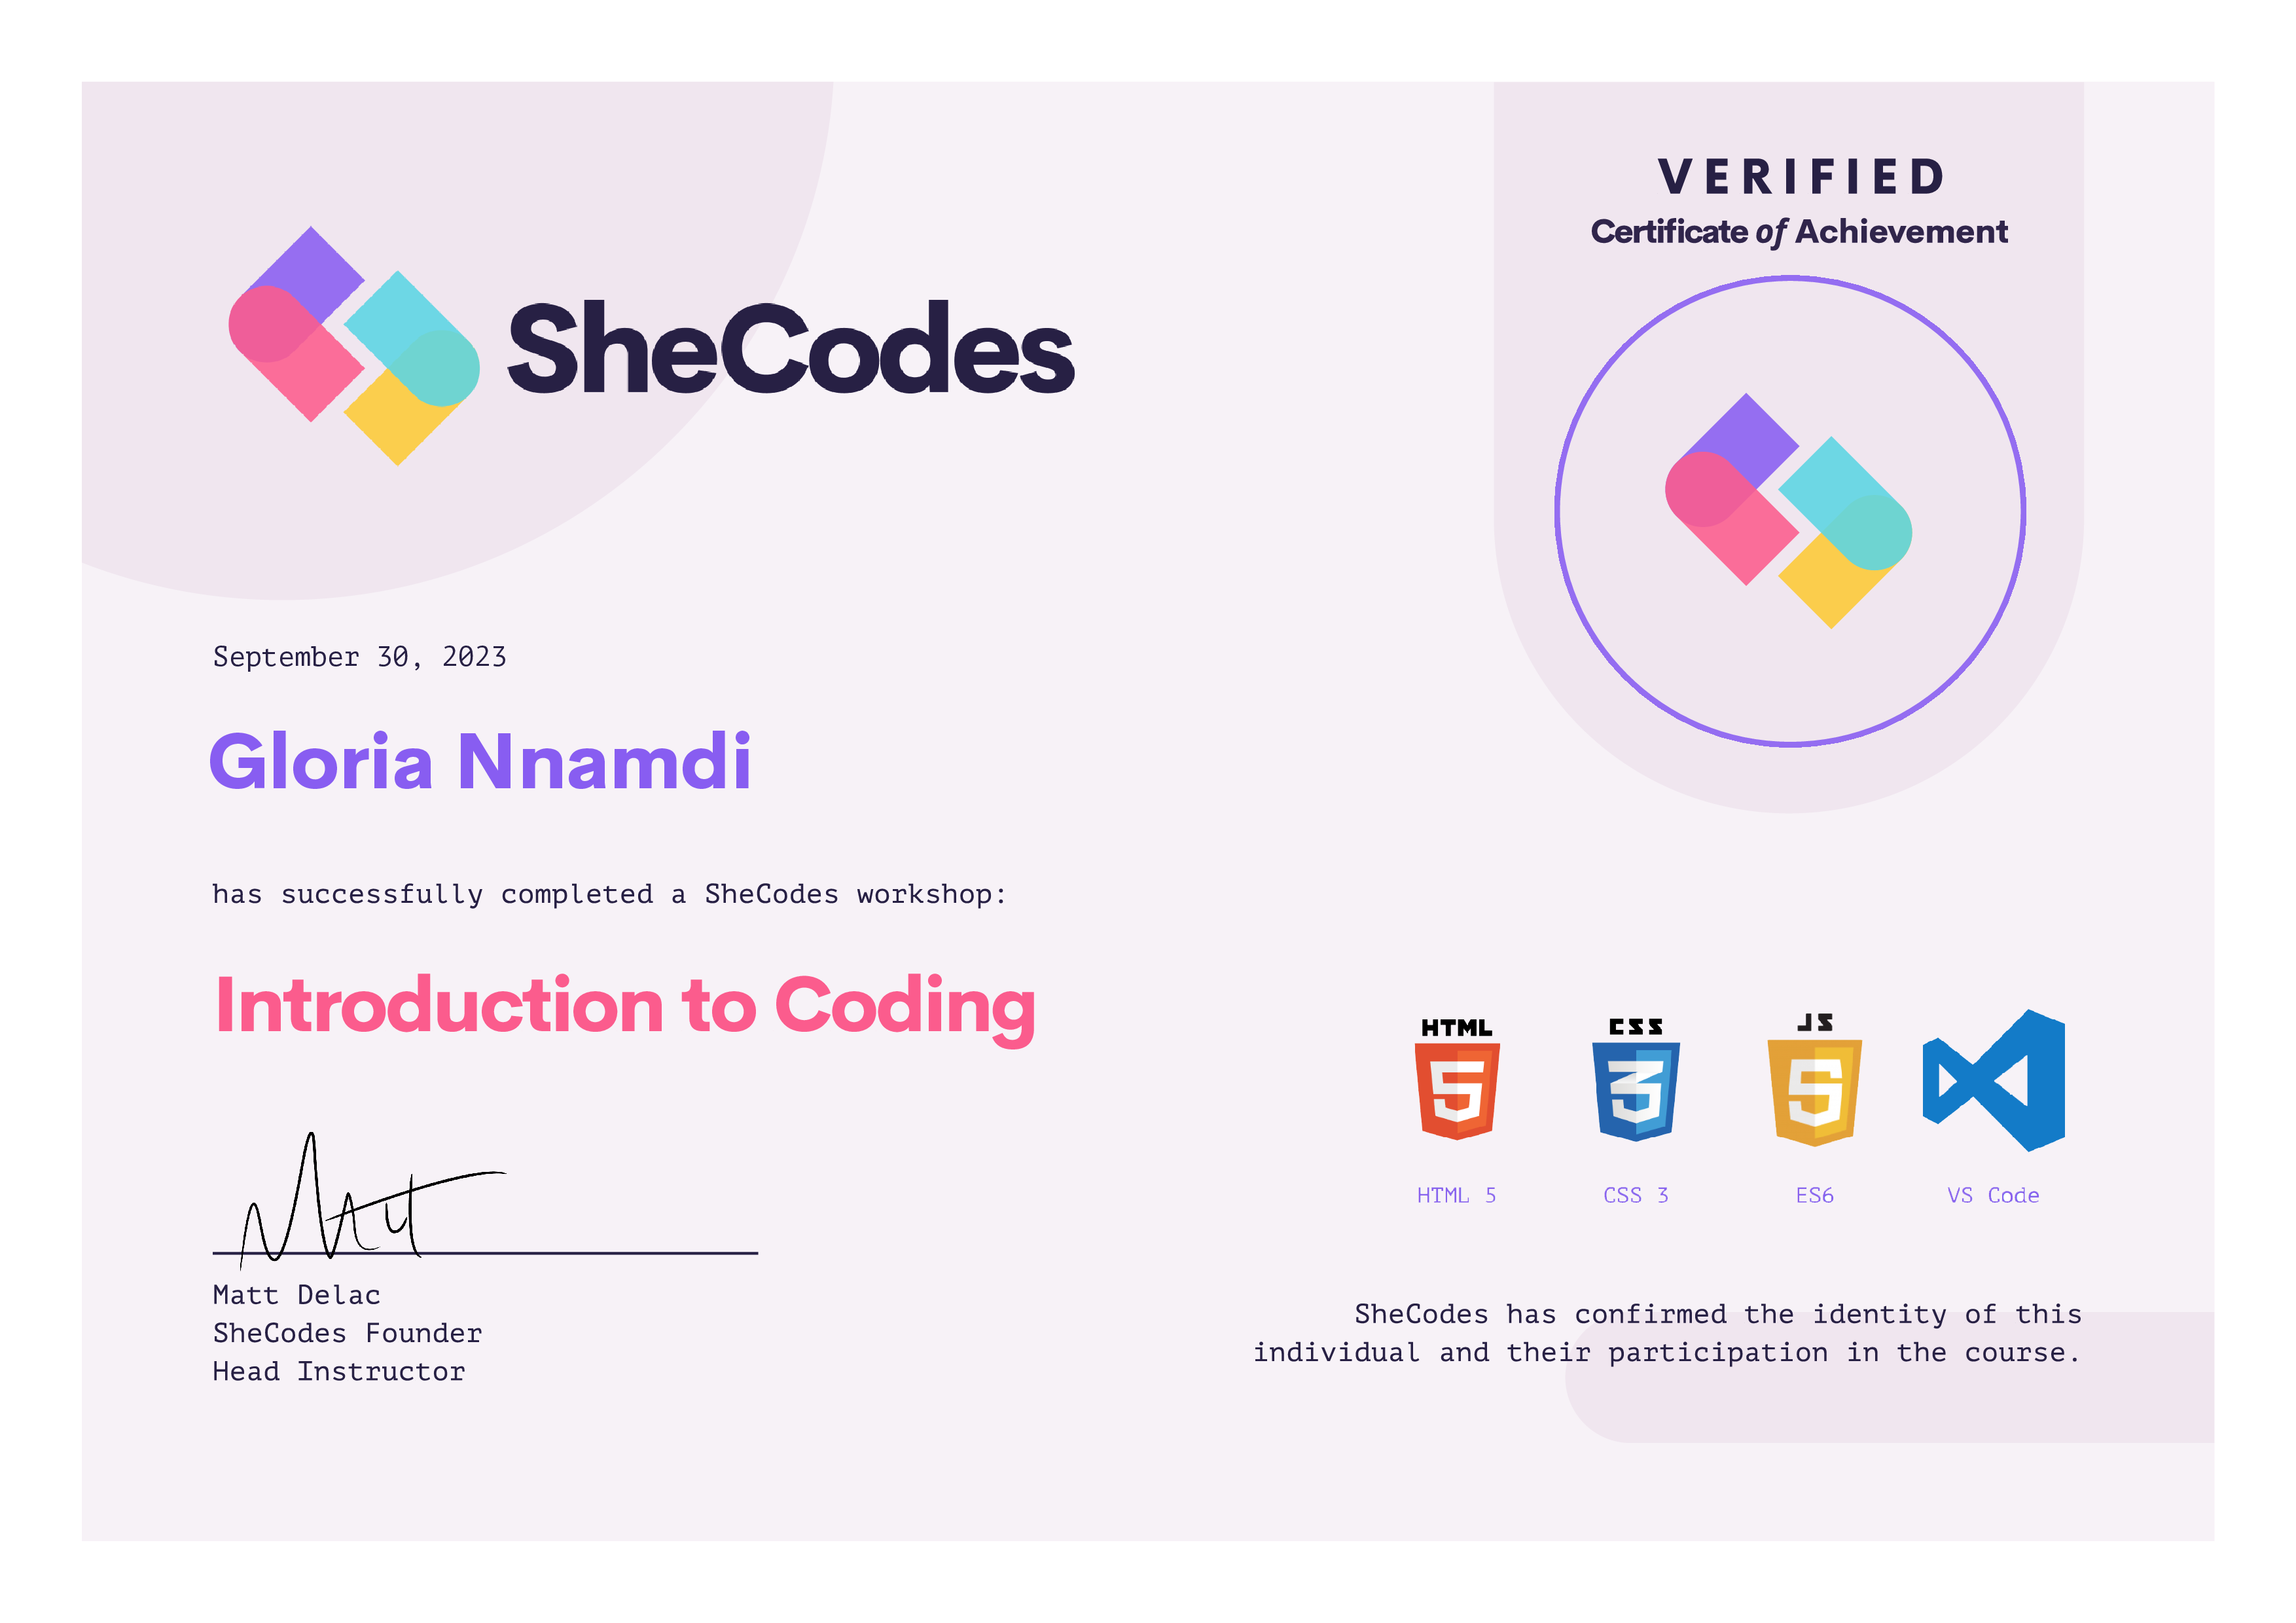 VERIFIED
Certificate of Achievement
SheCodes
September 30, 2023
Gloria Nnamdi
has successfully completed a SheCodes workshop:
Introduction to Coding
HTML
CSS
JS
5
3
5
HTML 5
CSS 3
ES6
VS Code
Matt
Matt Delac
SheCodes Founder
Head Instructor
SheCodes has confirmed the identity of this
individual and their participation in the course.